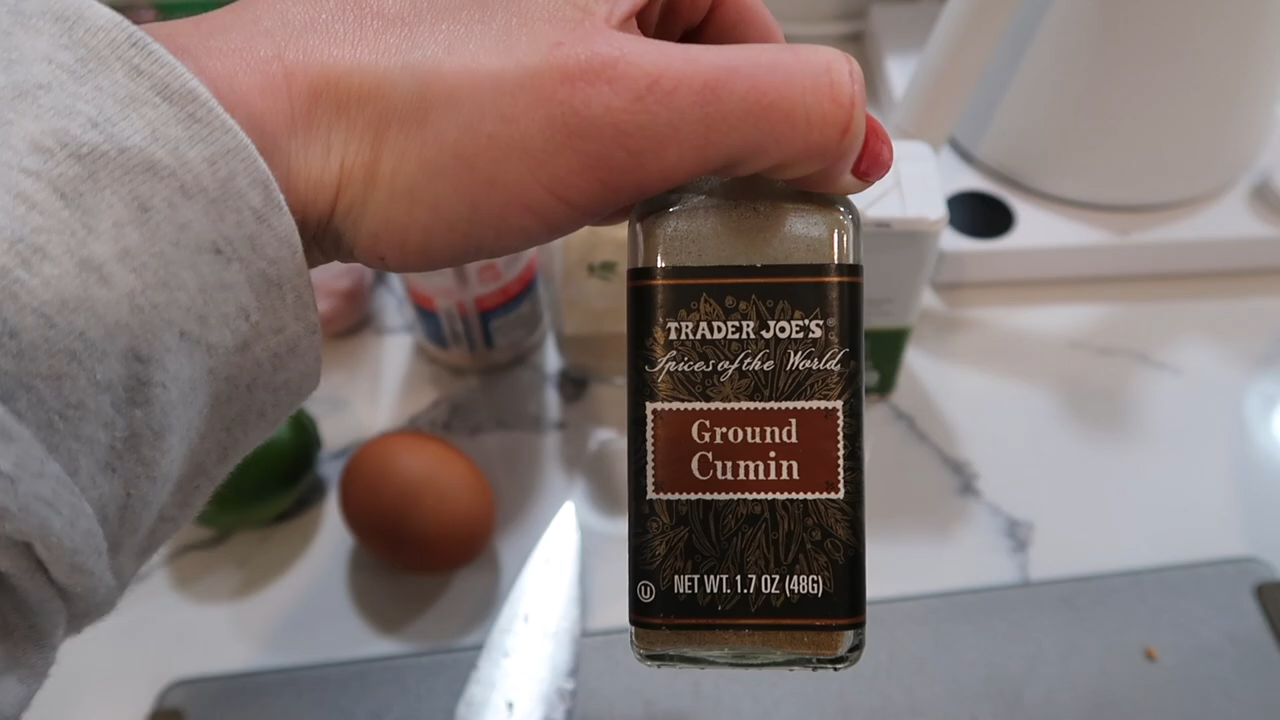 TRADER JOE'S®
Spices of the World
Ground
Cumin
U
NET WT. 1.7 OZ (48G)